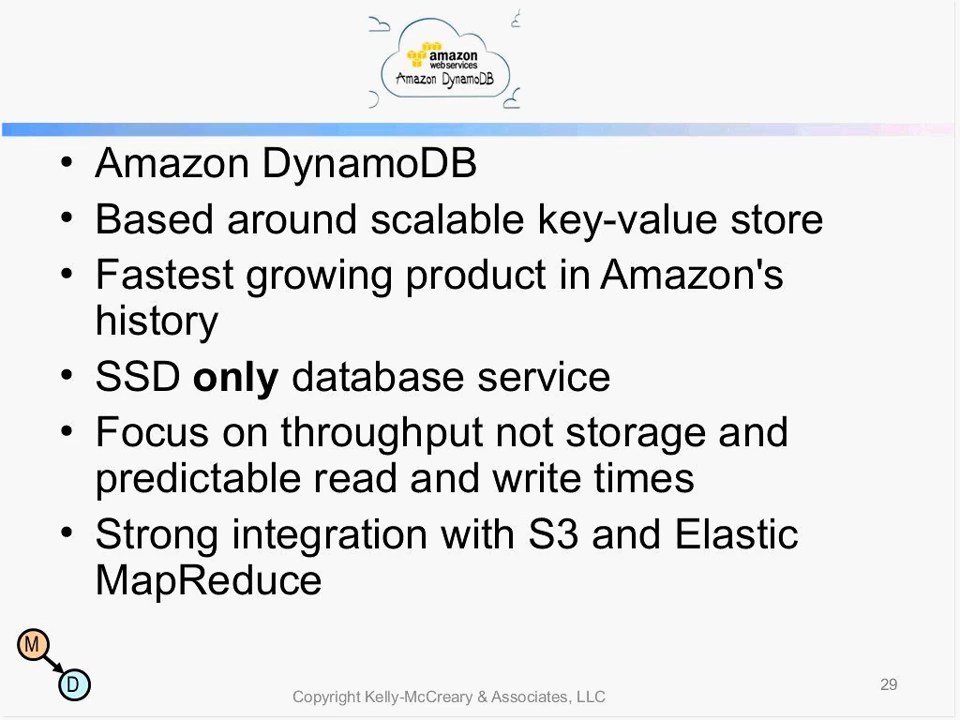 amazon
webservices
Amazon DynamoDB
• Amazon DynamoDB
• Based around scalable key-value store
• Fastest growing product in Amazon's
history
• SSD only database service
• Focus on throughput not storage and
predictable read and write times
• Strong integration with S3 and Elastic
MapReduce
M
D
Copyright Kelly-McCreary & Associates, LLC
29